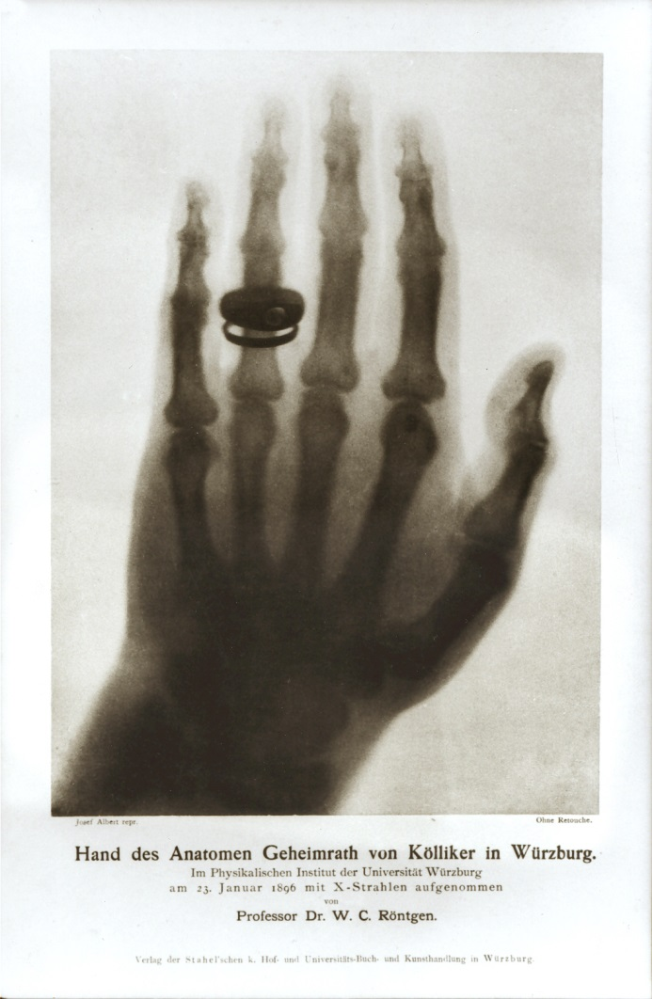 Josef Albert repr.
Ohne Retouche.
Hand des Anatomen Geheimrath von Kölliker in Würzburg.
Im Physikalischen Institut der Universität Würzburg
am 23. Januar 1896 mit X-Strahlen aufgenommen
von
Professor Dr. W. C. Röntgen.
Verlag der Stahel'schen k. Hof- und Universitäts-Buch- und Kunsthandlung in Würzburg.